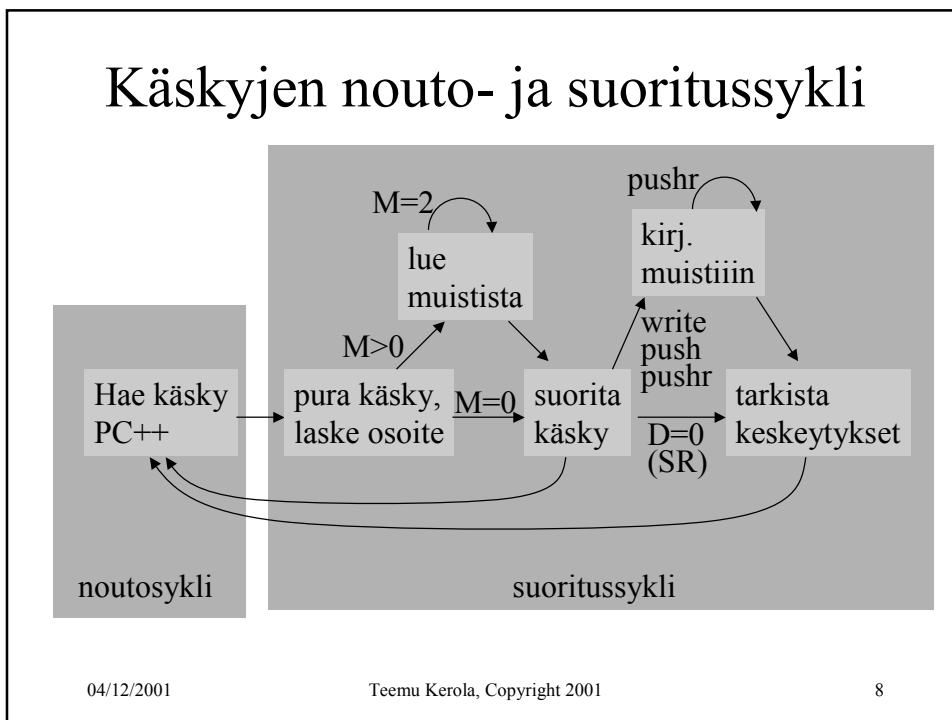 Käskyjen nouto- ja suoritussykli
pushr
M=2
kirj.
muistiiin
lue
muistista
write
push
pushr
M>0
Hae käsky
PC++
pura käsky,
laske osoite
M=0
suorita
käsky
D=0
(SR)
tarkista
keskeytykset
noutosykli
suoritussykli
04/12/2001
Teemu Kerola, Copyright 2001
8